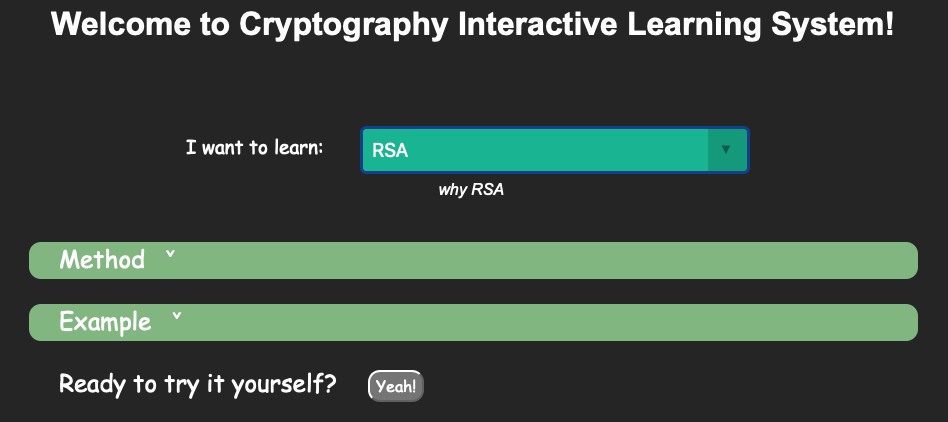 Welcome to Cryptography Interactive Learning System!
I want to learn: RSA
why RSA
Method
Example
Ready to try it yourself? Yeah!